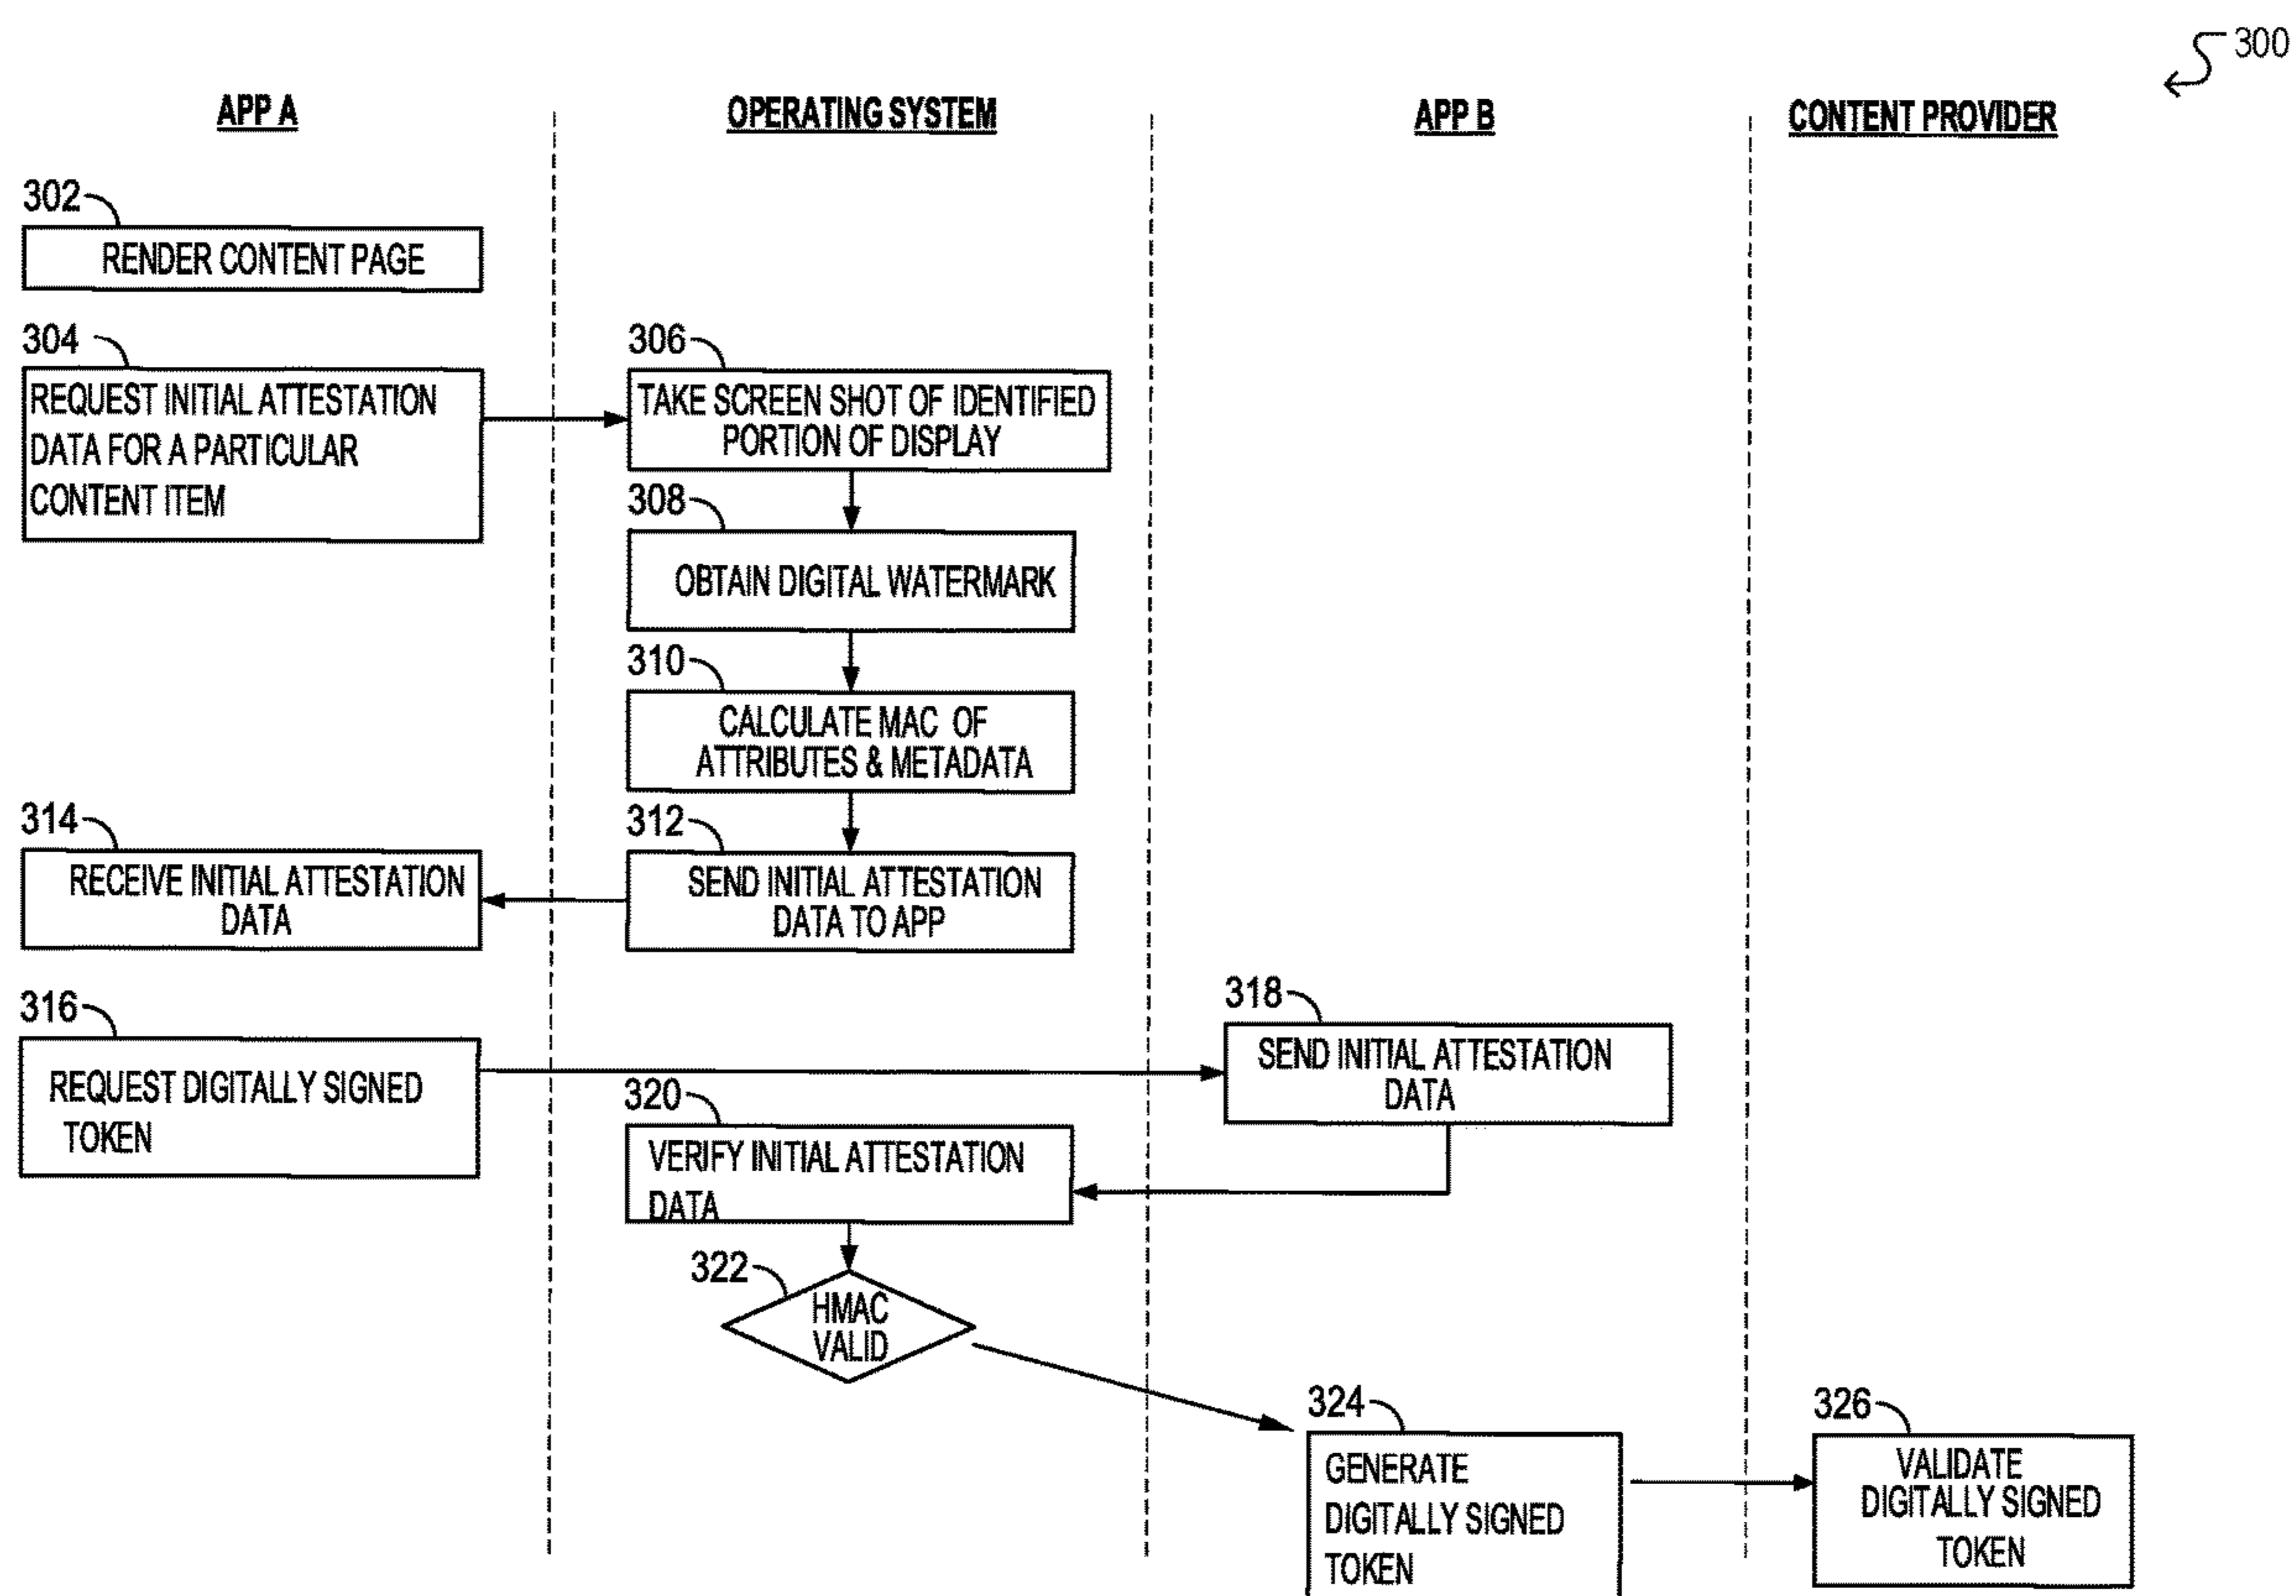 300
APP A
OPERATING SYSTEM
APP B
CONTENT PROVIDER
302
RENDER CONTENT PAGE
304
REQUEST INITIAL ATTESTATION
DATA FOR A PARTICULAR
CONTENT ITEM
306
TAKE SCREEN SHOT OF IDENTIFIED
PORTION OF DISPLAY
308
OBTAIN DIGITAL WATERMARK
310
CALCULATE MAC OF
ATTRIBUTES & METADATA
312
SEND INITIAL ATTESTATION
DATA TO APP
314
RECEIVE INITIAL ATTESTATION
DATA
316
REQUEST DIGITALLY SIGNED
TOKEN
318
SEND INITIAL ATTESTATION
DATA
320
VERIFY INITIAL ATTESTATION
DATA
322
HMAC
VALID
324
GENERATE
DIGITALLY SIGNED
TOKEN
326
VALIDATE
DIGITALLY SIGNED
TOKEN